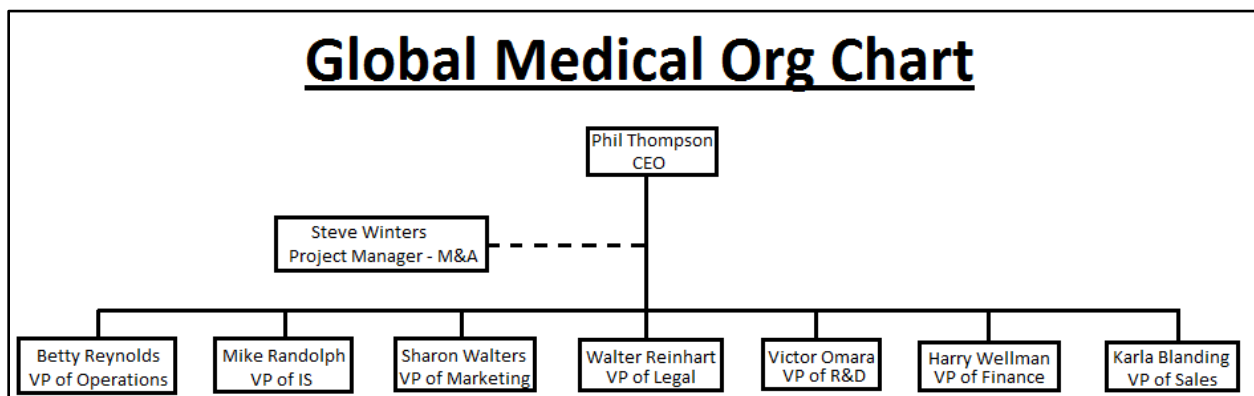 Global Medical Org Chart
Phil Thompson
CEO
Steve Winters
Project Manager - M&A
Betty Reynolds
VP of Operations
Mike Randolph
VP of IS
Sharon Walters
VP of Marketing
Walter Reinhart
VP of Legal
Victor Omara
VP of R&D
Harry Wellman
VP of Finance
Karla Blanding
VP of Sales